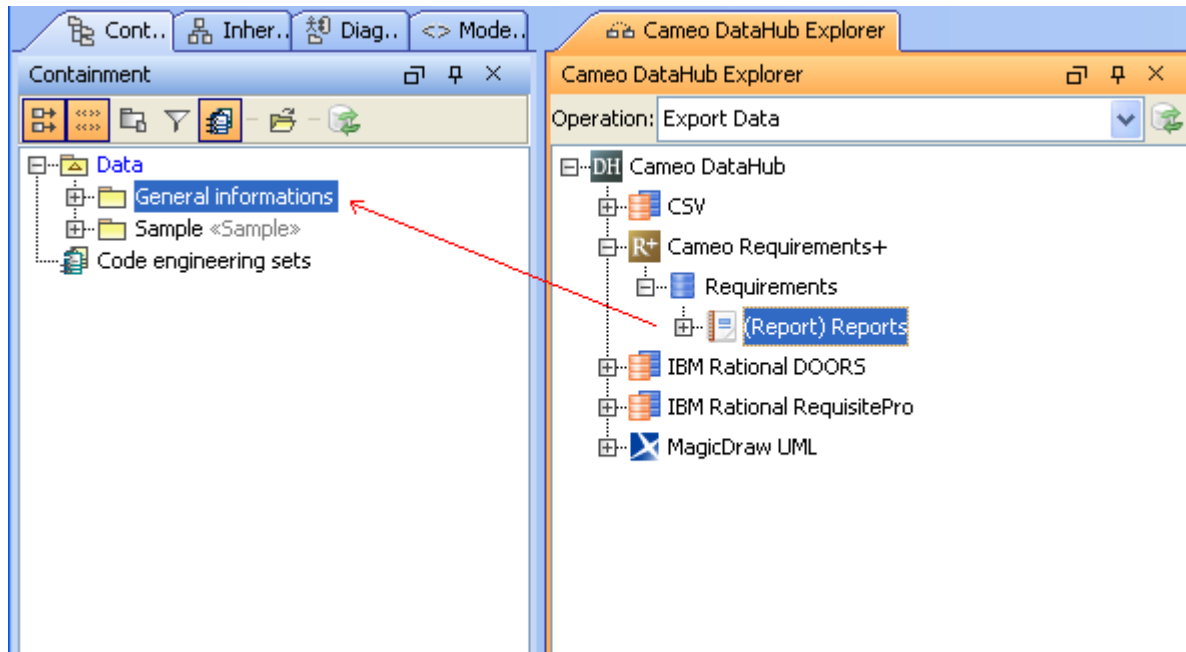 Cont.. Inher.. Diag.. <> Mode..
Containment
Data
General informations
Sample «Sample»
Code engineering sets
Cameo DataHub Explorer
Cameo DataHub Explorer
Operation: Export Data
DH Cameo DataHub
CSV
R+ Cameo Requirements+
Requirements
(Report) Reports
IBM Rational DOORS
IBM Rational RequisitePro
MagicDraw UML